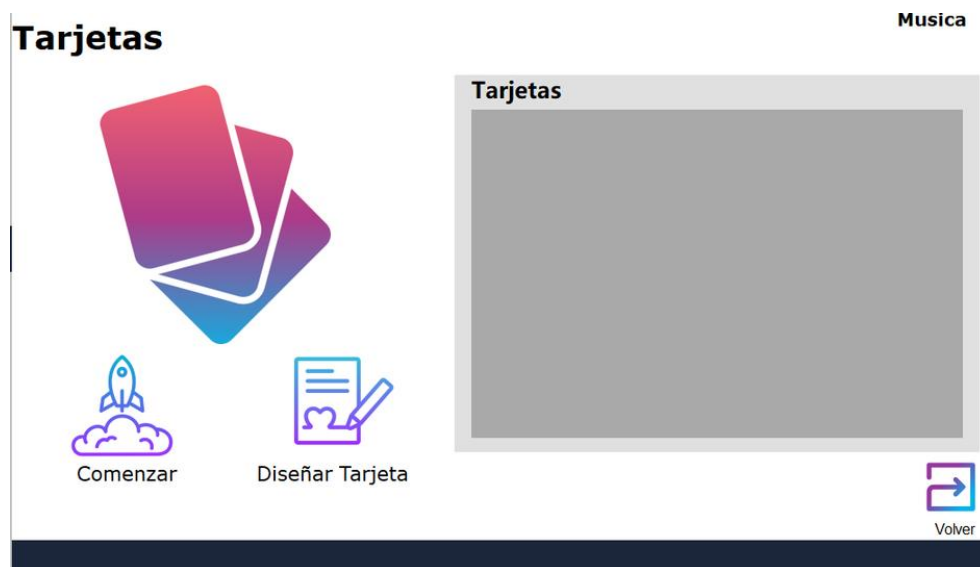 Musica
Tarjetas
Tarjetas
Comenzar
Diseñar Tarjeta
Volver